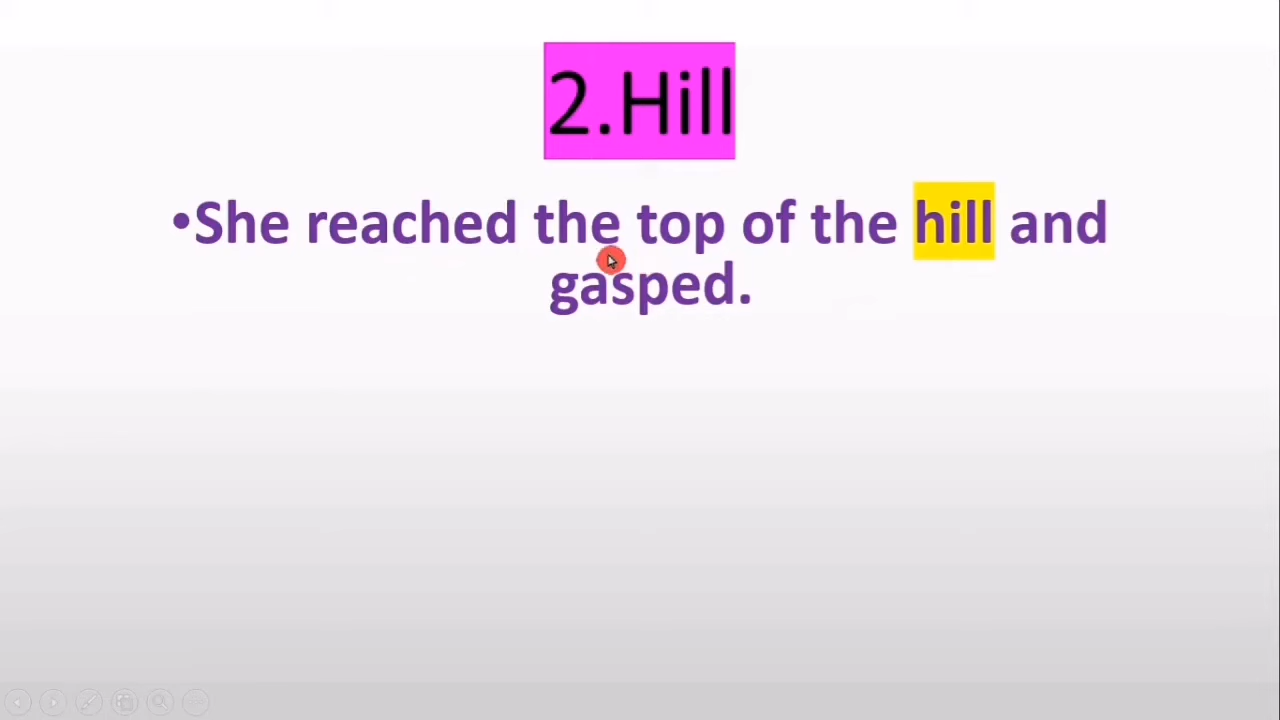 2.Hill
•She reached the top of the hill and
gasped.